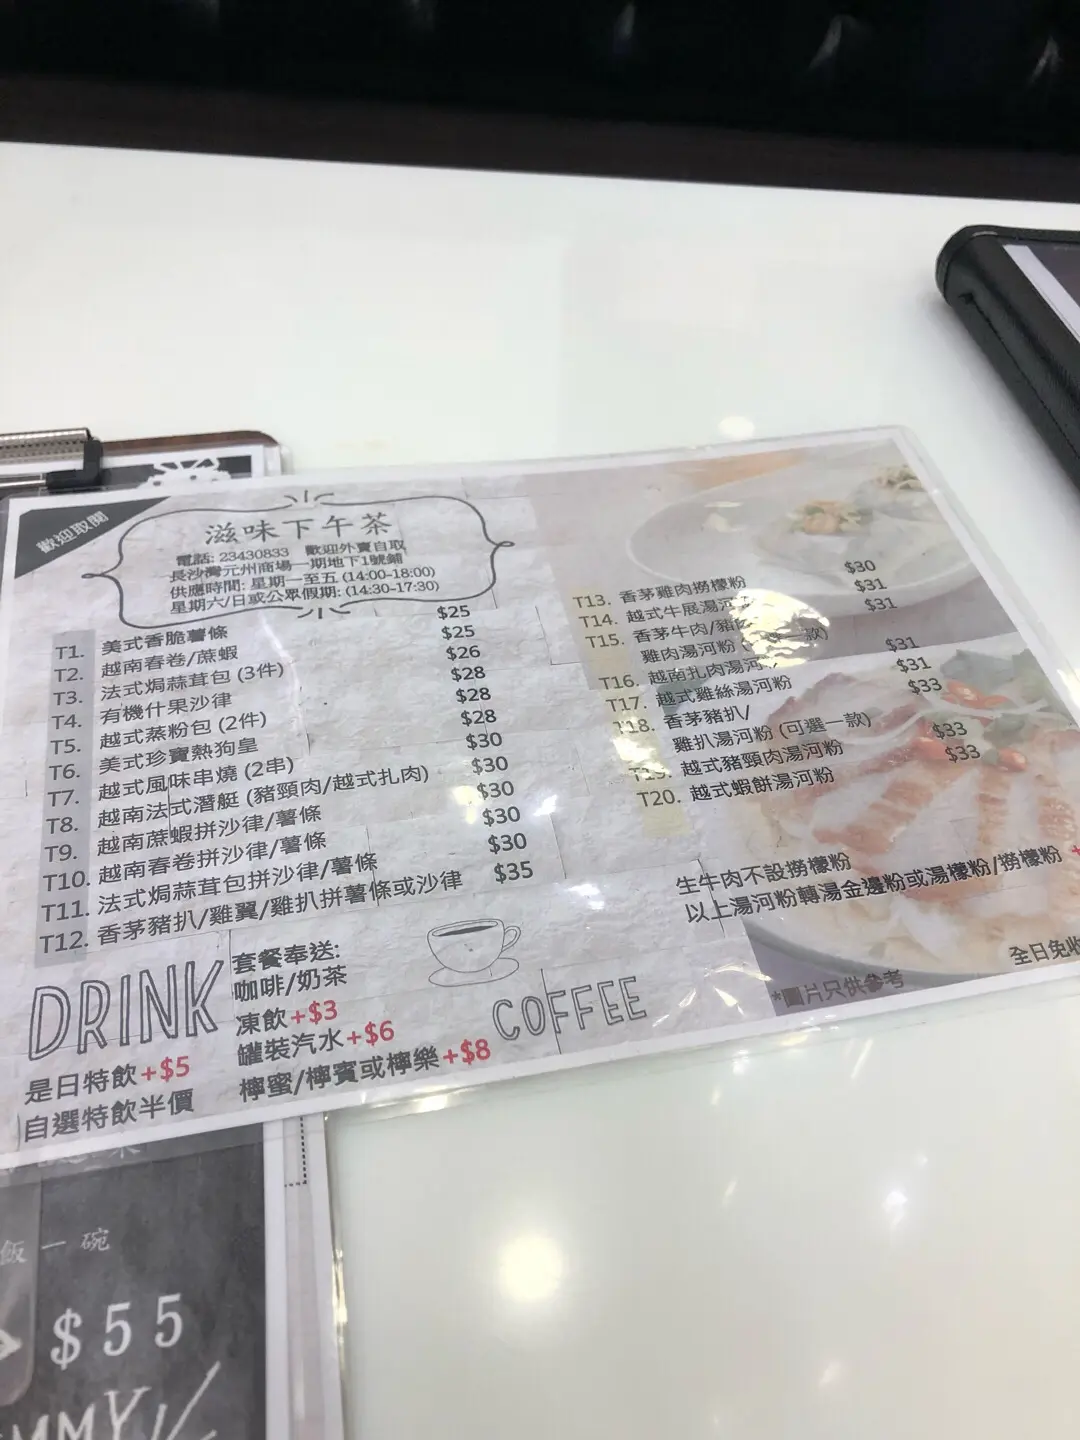 歡迎取閱
滋味下午茶
電話: 23430833 歡迎外賣自取
長沙灣元州商場一期地下1號鋪
供應時間: 星期一至五 (14:00-18:00)
星期六/日或公眾假期: (14:30-17:30)
T1. 美式香脆薯條 $25
T2. 越南春卷/蔗蝦 $25
T3. 法式焗蒜茸包 (3件) $26
T4. 有機什果沙律 $28
T5. 越式蒸粉包 (2件) $28
T6. 美式珍寶熱狗皇 $28
T7. 越式風味串燒 (2串) $30
T8. 越南法式潛艇 (豬頸肉/越式扎肉) $30
T9. 越南蔗蝦拼沙律/薯條 $30
T10. 越南春卷拼沙律/薯條 $30
T11. 法式焗蒜茸包拼沙律/薯條 $30
T12. 香茅豬扒/雞翼/雞扒拼薯條或沙律 $35
T13. 香茅雞肉撈檬粉 $30
T14. 越式牛展湯河 $31
T15. 香茅牛肉/豬 $31
雞肉湯河粉 一款)
T16. 越南扎肉湯河 $31
T17. 越式雞絲湯河粉 $31
T18. 香茅豬扒/ $33
雞扒湯河粉 (可選一款)
T19. 越式豬頸肉湯河粉 $33
T20. 越式蝦餅湯河粉 $33
生牛肉不設撈檬粉
以上湯河粉轉湯金邊粉或湯檬粉/撈檬粉
全日免收
*圖片只供參考
DRINK
套餐奉送:
咖啡/奶茶
凍飲+$3
罐裝汽水+$6
檸蜜/檸賓或檸樂+$8
是日特飲+$5
自選特飲半價
COFFEE
飯一碗
$55
MMY